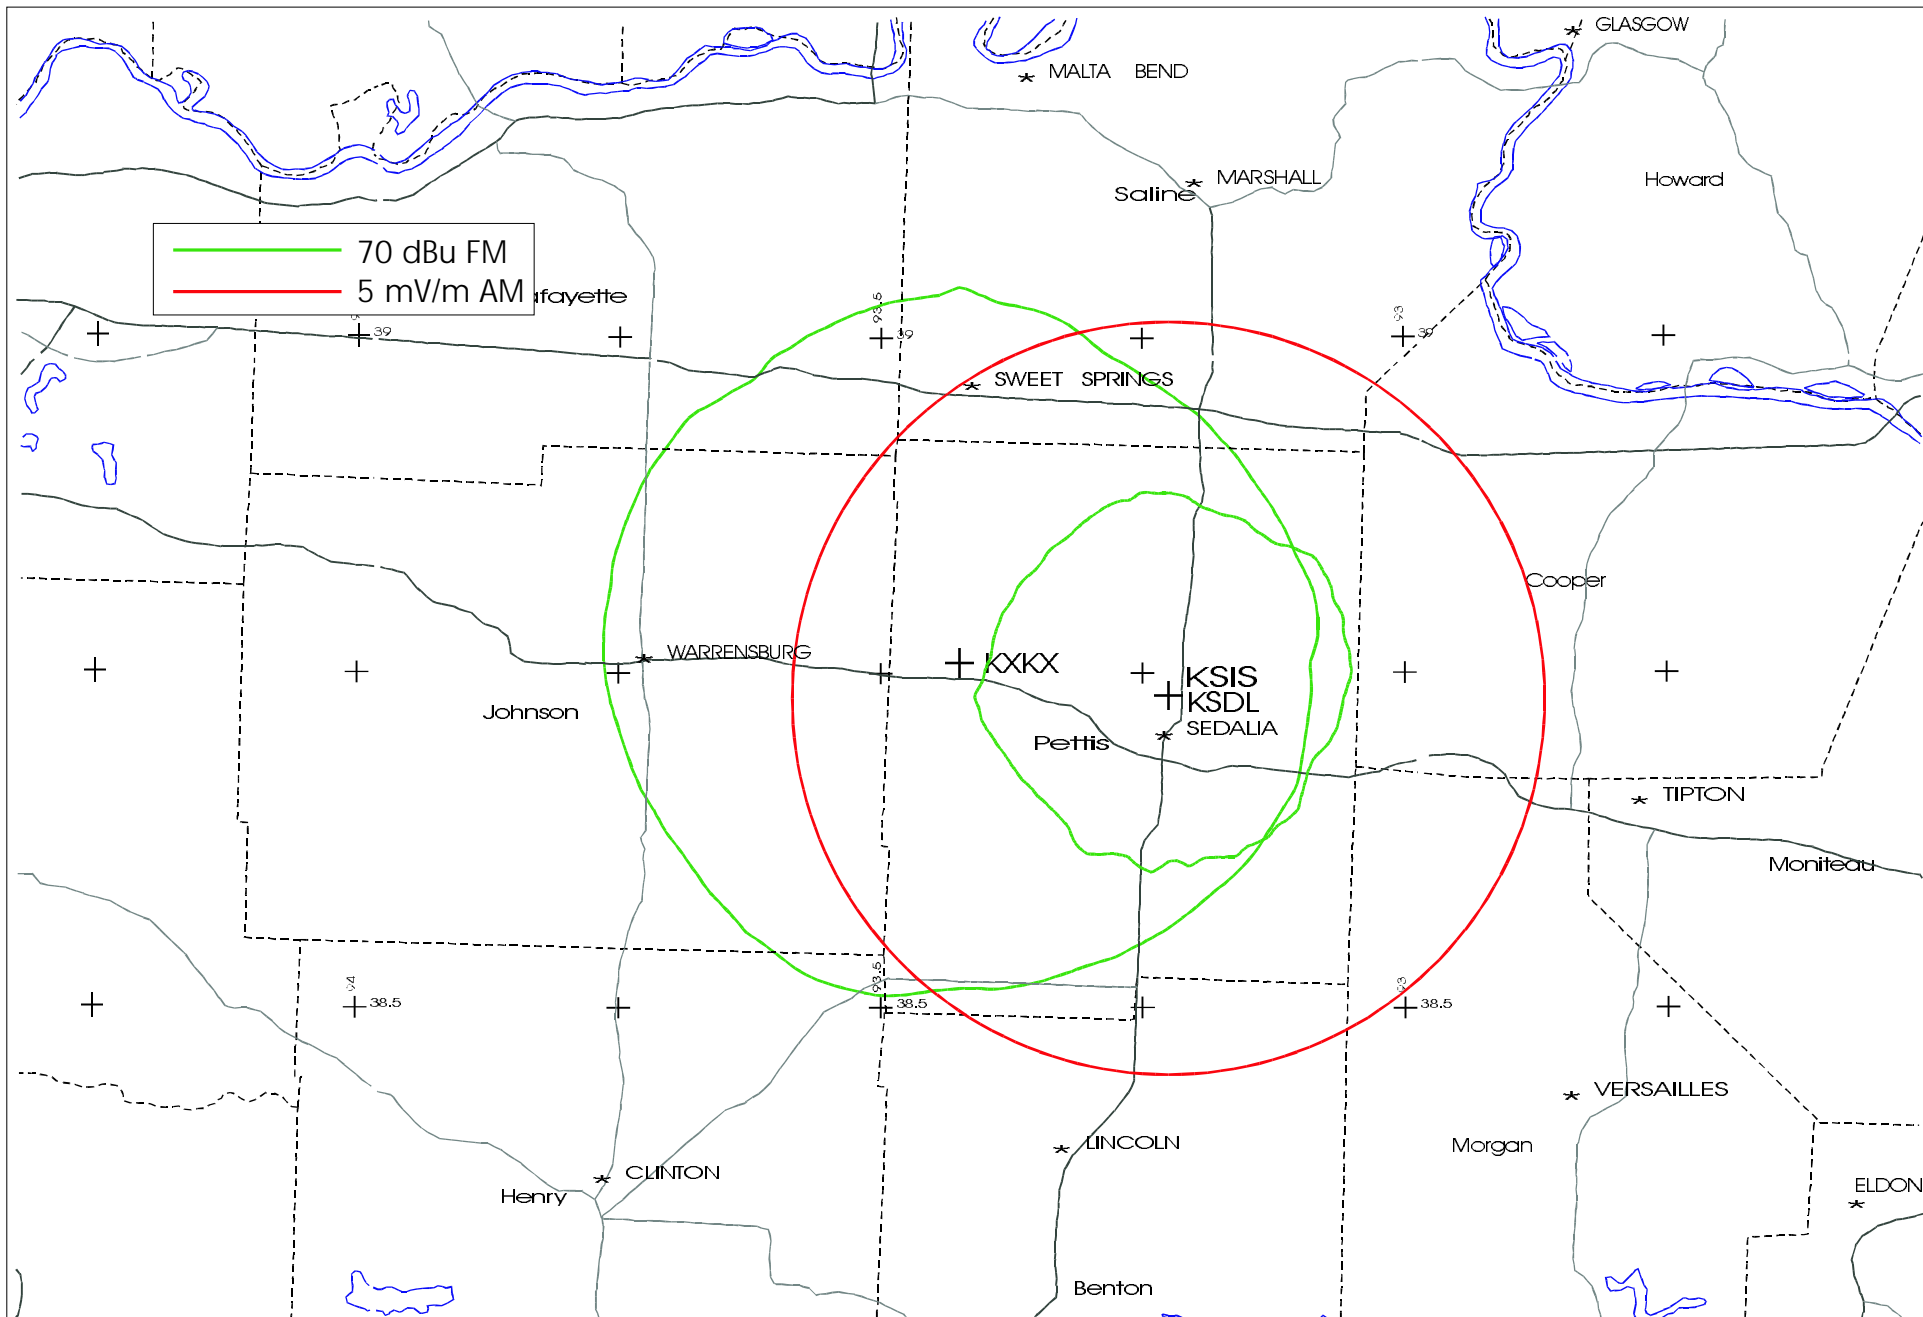 GLASGOW
MALTA BEND
MARSHALL
Saline
Howard
70 dBu FM
5 mV/m AM
afayette
93.5
39
39
93
39
SWEET SPRINGS
Cooper
WARRENSBURG
KXKX
KSIS
KSDL
SEDALIA
Johnson
Pettis
TIPTON
Moniteau
94
38.5
93.5
38.5
93
38.5
VERSAILLES
LINCOLN
Morgan
CLINTON
Henry
ELDON
Benton